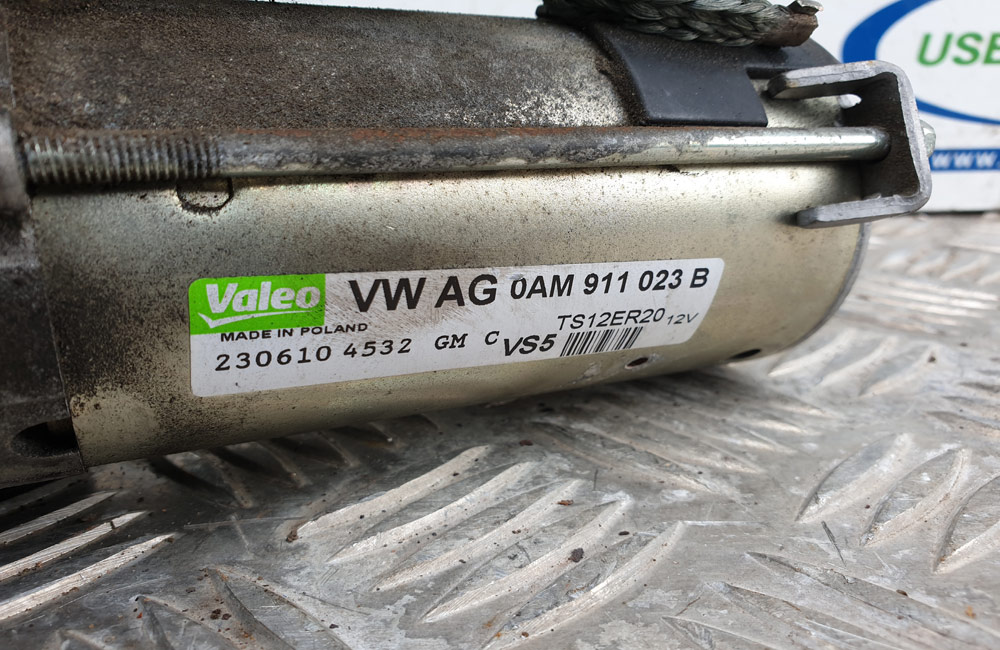 USE
www.
Valeo VW AG 0AM 911 023 B
MADE IN POLAND TS12ER20 12V
230610 4532 GM C VS5